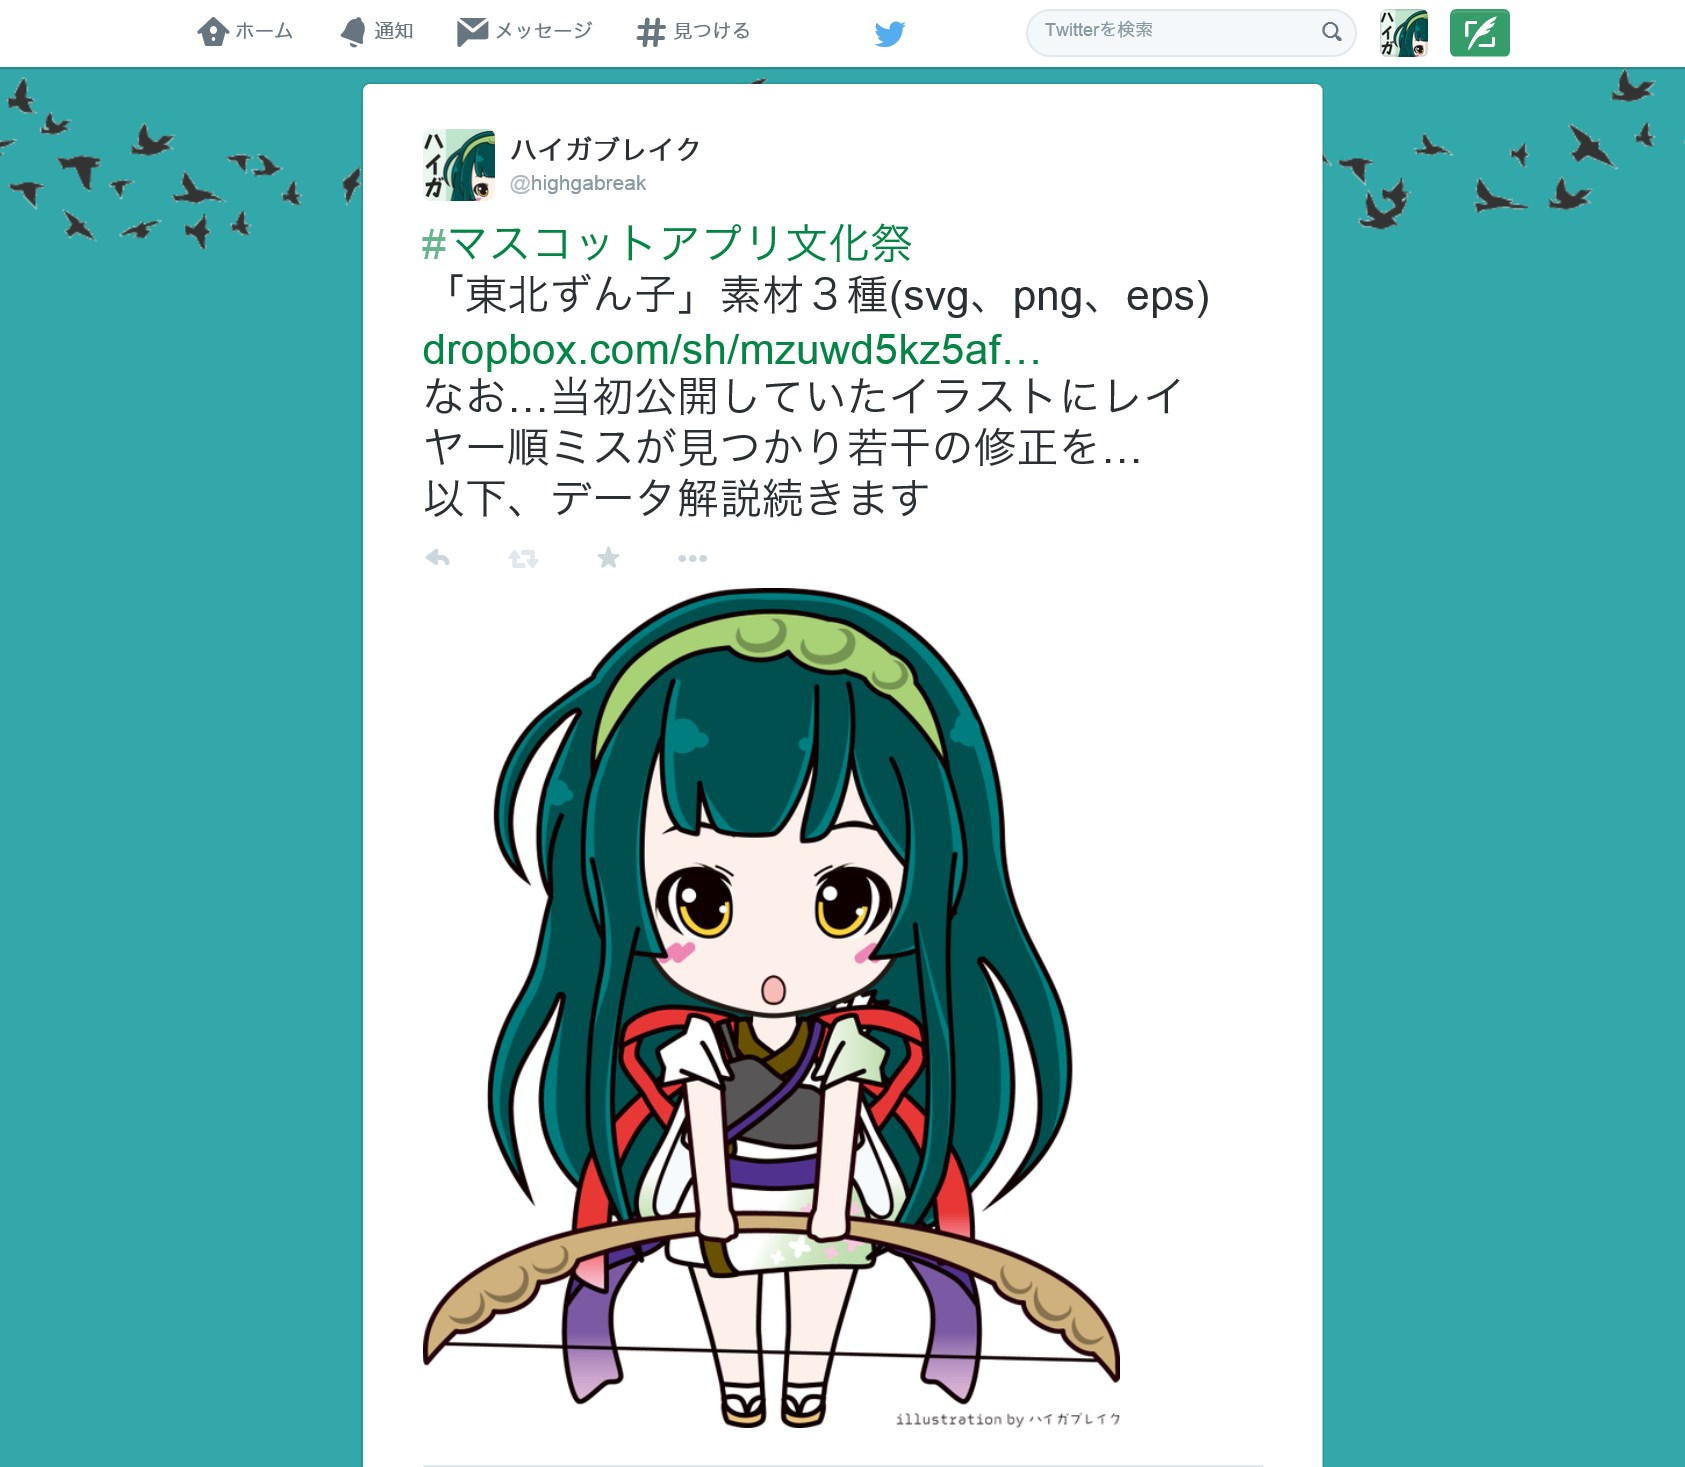 ホーム 通知 メッセージ # 見つける Twitterを検索 ハイガ
ハイガ
ハイガブレイク
@highgabreak
#マスコットアプリ文化祭
「東北ずん子」素材３種(svg、png、eps)
dropbox.com/sh/mzuwd5kz5af…
なお…当初公開していたイラストにレイ
ヤー順ミスが見つかり若干の修正を…
以下、データ解説続きます
illustration by ハイガブレイク